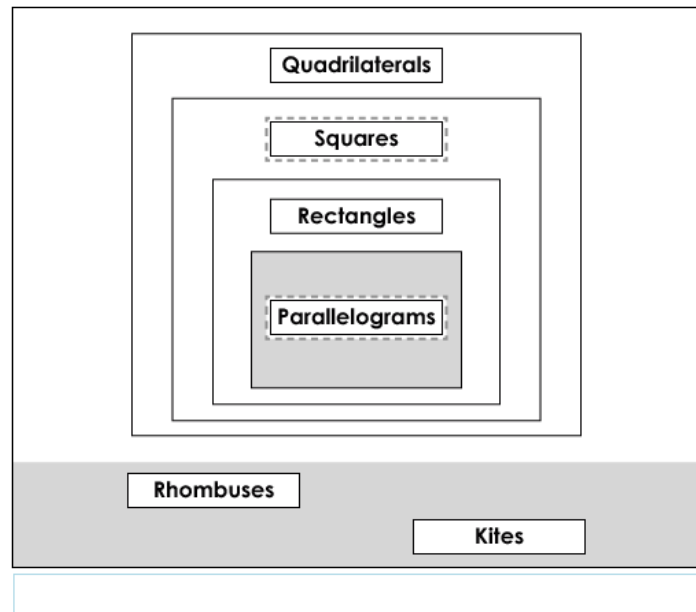 Quadrilaterals
Squares
Rectangles
Parallelograms
Rhombuses
Kites